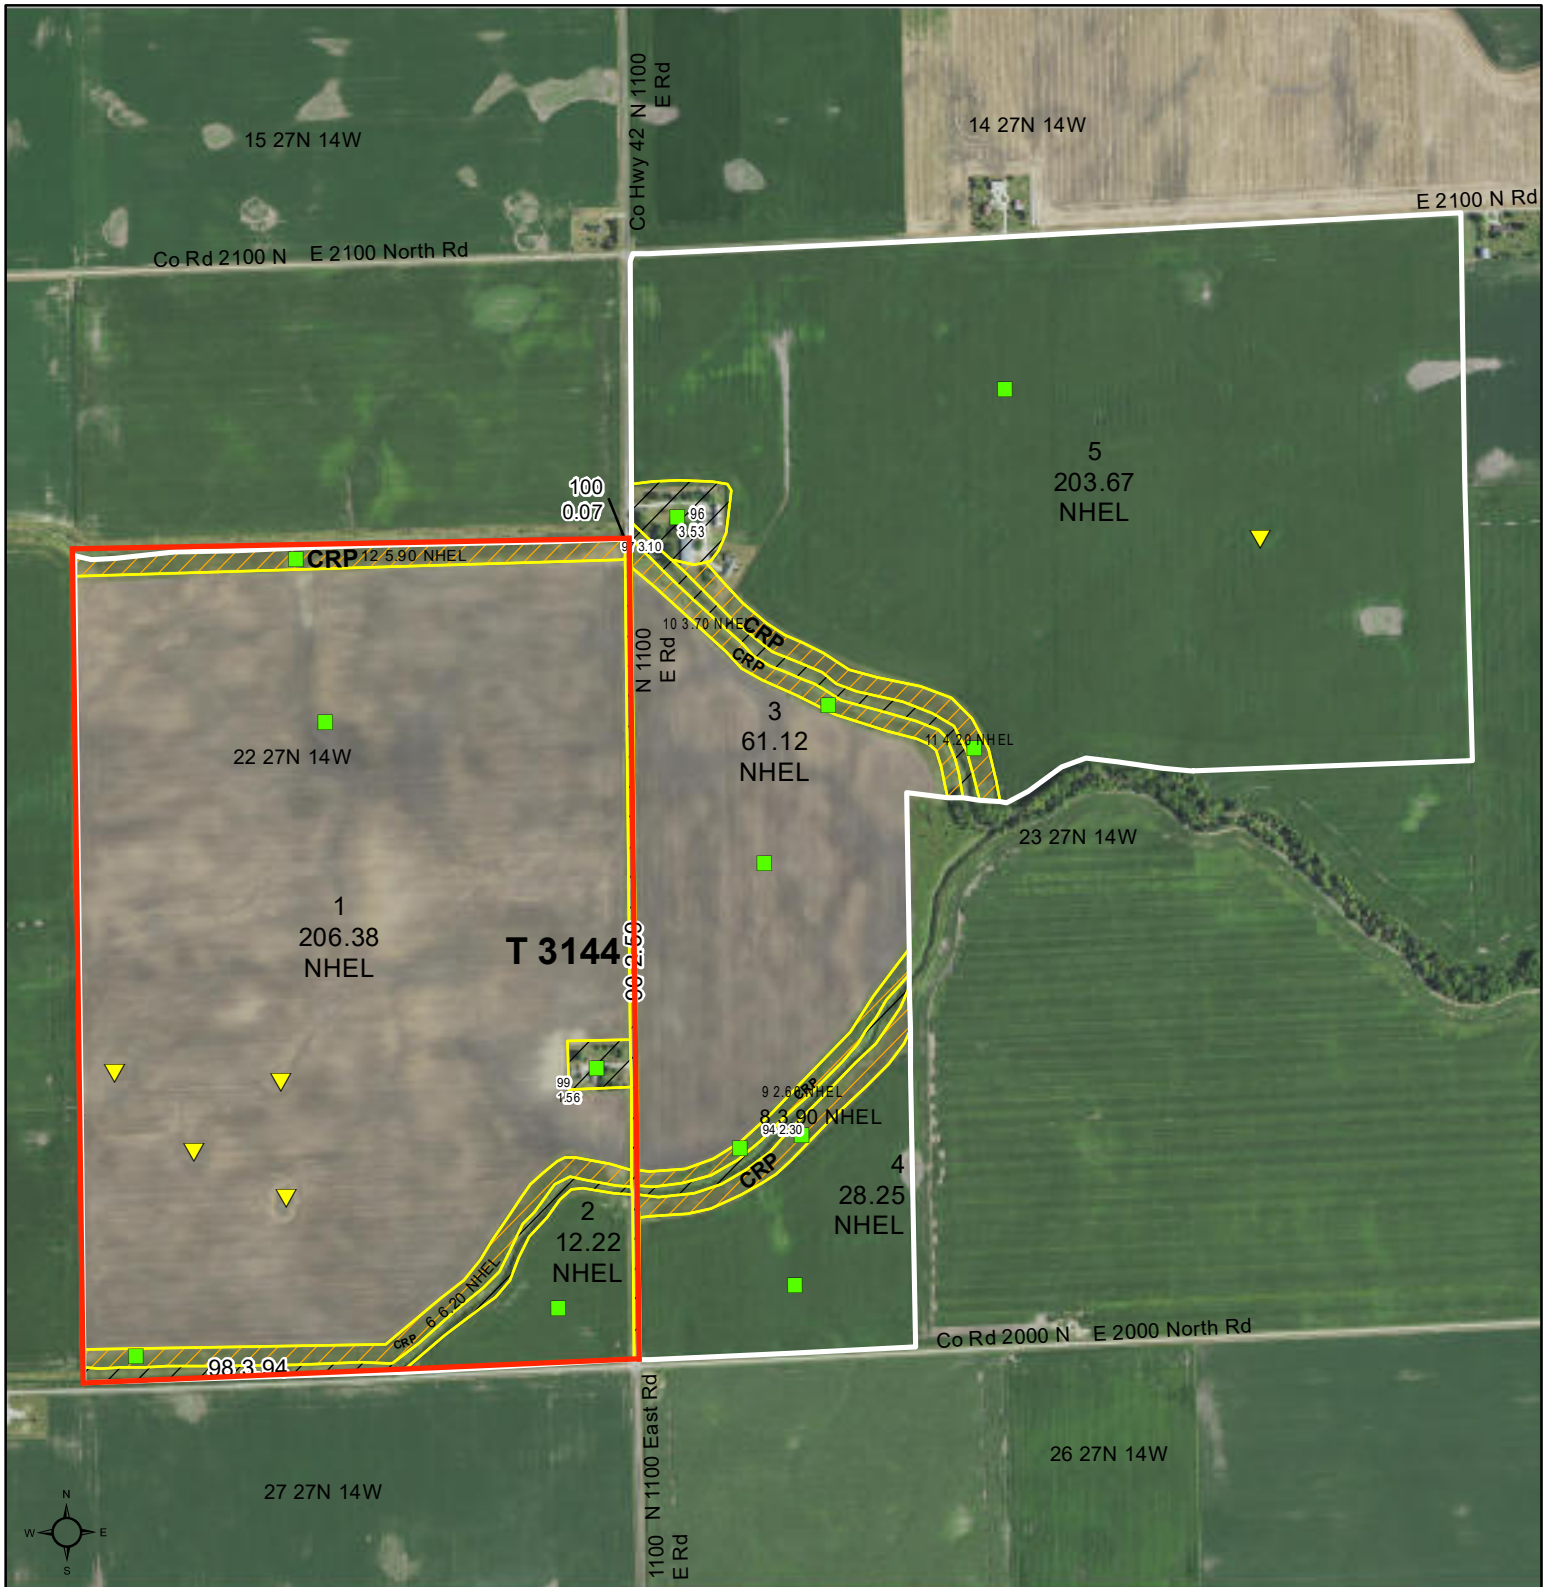 15 27N 14W
Co Hwy 42 N 1100
E Rd
14 27N 14W
E 2100 N Rd
Co Rd 2100 N E 2100 North Rd
5
203.67
NHEL
100
0.07
96
3.53
97 3.10
CRP 12 5.90 NHEL
10 3.70 NHEL
CRP
CRP
N 1100
E Rd
3
61.12
NHEL
11 4.20 NHEL
22 27N 14W
23 27N 14W
1
206.38
NHEL
T 3144
2.59
99
1.56
9 2.60 NHEL
CRP
8 3.90 NHEL
94 2.30
CRP
4
28.25
NHEL
2
12.22
NHEL
6 6.20 NHEL
CRP
98 3.94
Co Rd 2000 N E 2000 North Rd
1100 N 1100 East Rd
E Rd
26 27N 14W
27 27N 14W
N
W E
S